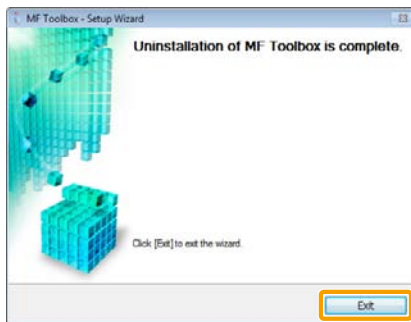 MF Toolbox - Setup Wizard
Uninstallation of MF Toolbox is complete.
Click [Exit] to exit the wizard.
Exit